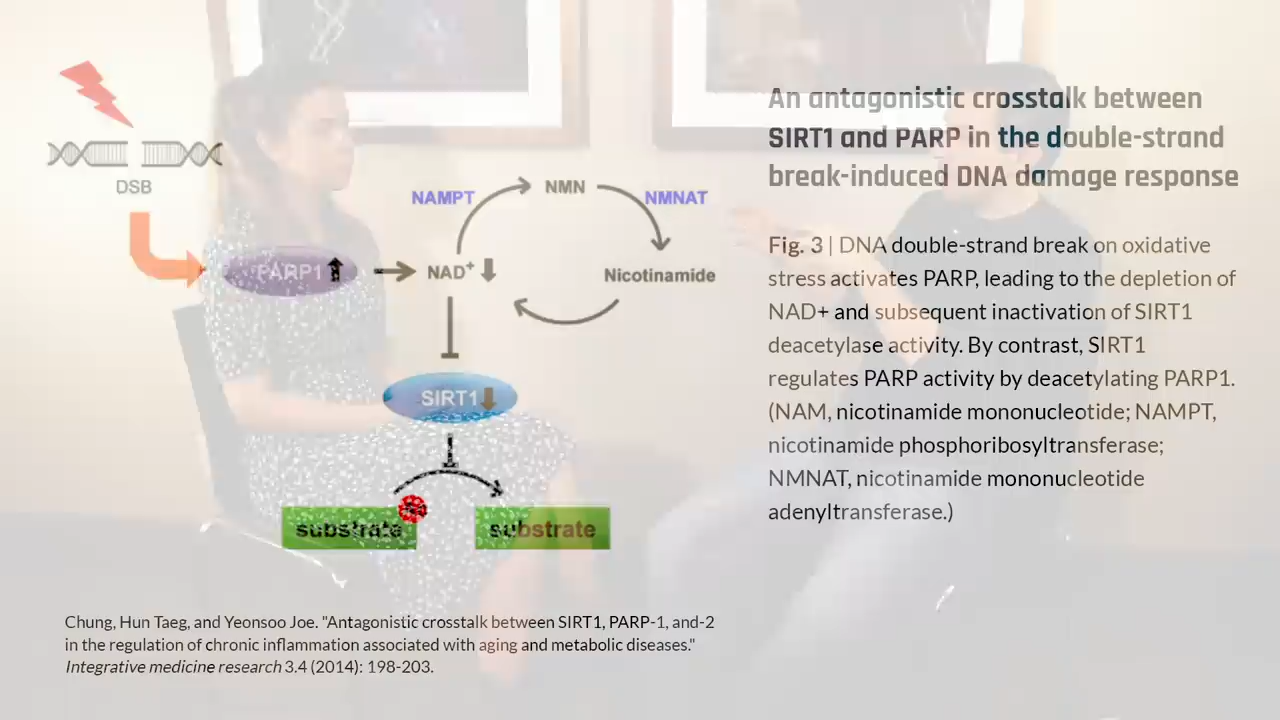 An antagonistic crosstalk between
SIRT1 and PARP in the double-strand
break-induced DNA damage response
DSB
NAMPT
NMN
NMNAT
PARP1
NAD+
Nicotinamide
SIRT1
substrate
substrate
Fig. 3 | DNA double-strand break on oxidative
stress activates PARP, leading to the depletion of
NAD+ and subsequent inactivation of SIRT1
deacetylase activity. By contrast, SIRT1
regulates PARP activity by deacetylating PARP1.
(NAM, nicotinamide mononucleotide; NAMPT,
nicotinamide phosphoribosyltransferase;
NMNAT, nicotinamide mononucleotide
adenyltransferase.)
Chung, Hun Taeg, and Yeonsoo Joe. "Antagonistic crosstalk between SIRT1, PARP-1, and-2
in the regulation of chronic inflammation associated with aging and metabolic diseases."
Integrative medicine research 3.4 (2014): 198-203.